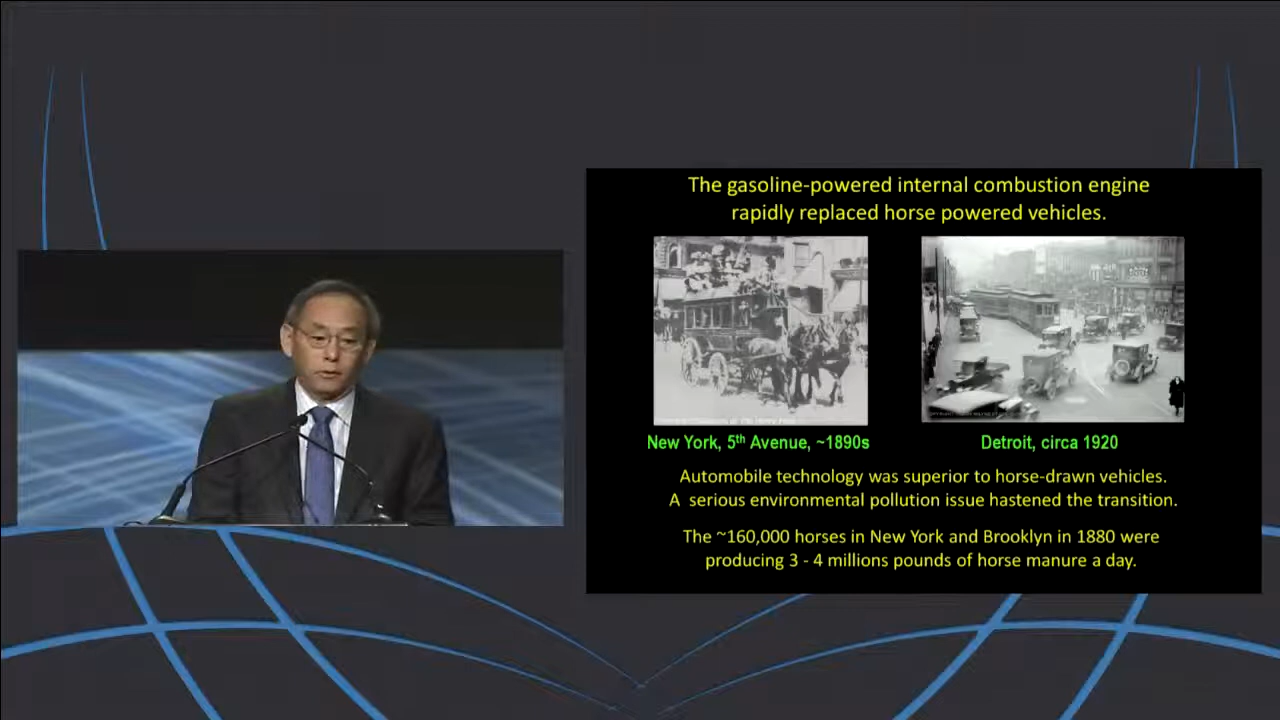 The gasoline-powered internal combustion engine
rapidly replaced horse powered vehicles.
New York, 5th Avenue, ~1890s
Detroit, circa 1920
Automobile technology was superior to horse-drawn vehicles.
A serious environmental pollution issue hastened the transition.
The ~160,000 horses in New York and Brooklyn in 1880 were
producing 3 - 4 millions pounds of horse manure a day.